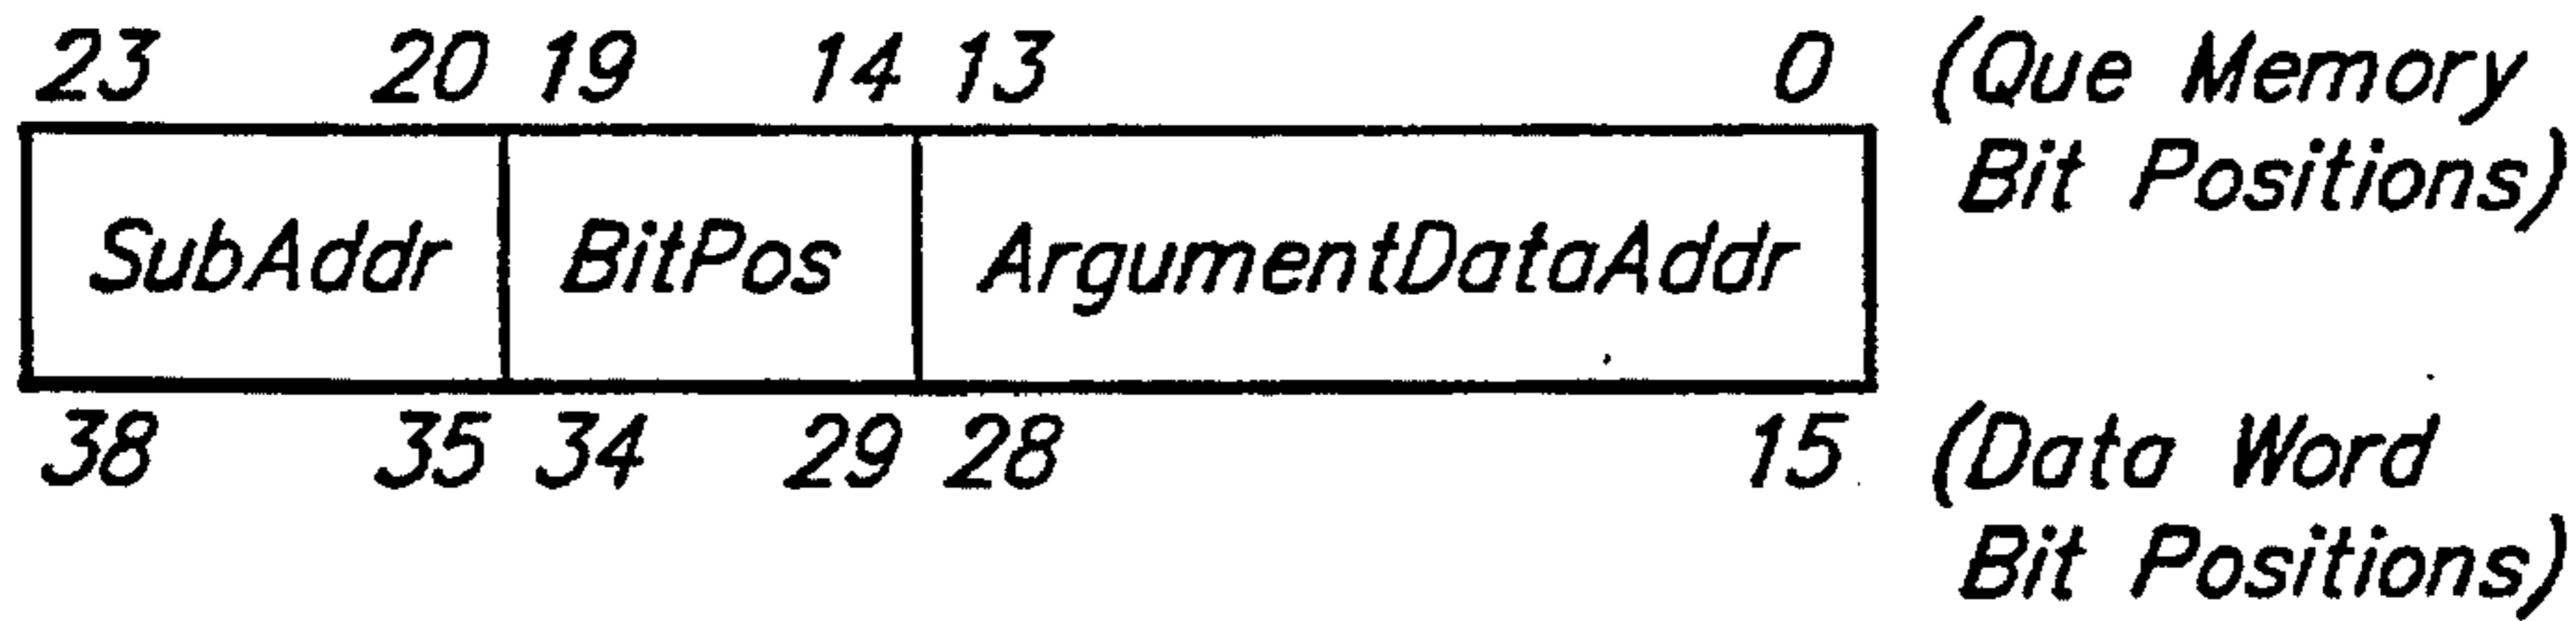 23 20 19 14 13 0 (Que Memory
Bit Positions)
SubAddr BitPos ArgumentDataAddr
38 35 34 29 28 15 (Data Word
Bit Positions)